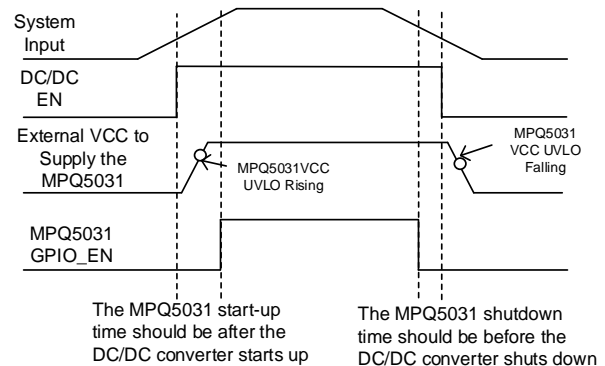 System
Input
DC/DC
EN
External VCC to
Supply the
MPQ5031
MPQ5031VCC
UVLO Rising
MPQ5031
VCC UVLO
Falling
MPQ5031
GPIO_EN
The MPQ5031 start-up
time should be after the
DC/DC converter starts up
The MPQ5031 shutdown
time should be before the
DC/DC converter shuts down